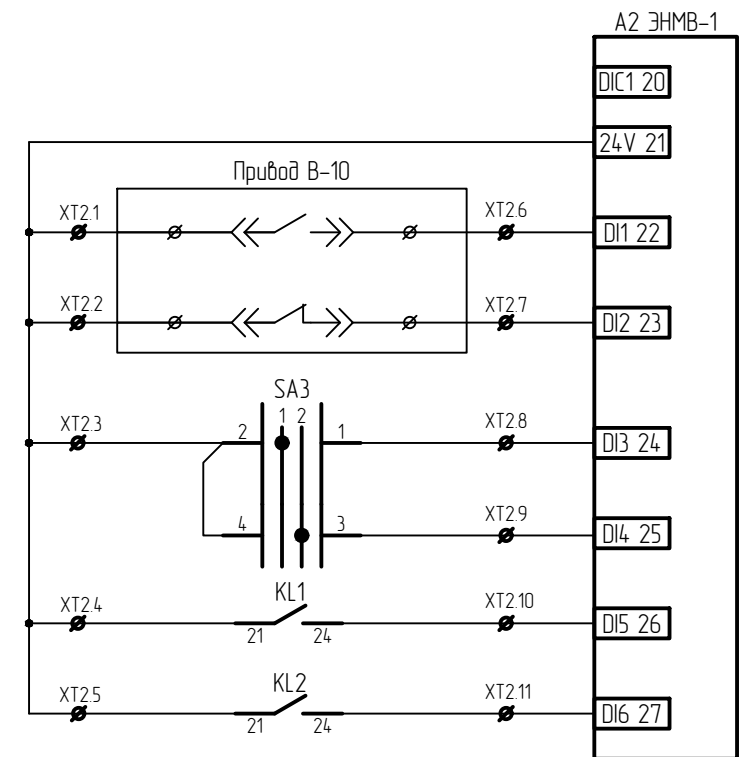 А2 ЭНМВ-1
DIC1 20
24V 21
Привод В-10
XT2.1
XT2.6
DI1 22
XT2.2
XT2.7
DI2 23
SA3
1 2
XT2.3
2
1
XT2.8
DI3 24
4
3
XT2.9
DI4 25
KL1
XT2.4
21
24
XT2.10
DI5 26
KL2
XT2.5
21
24
XT2.11
DI6 27